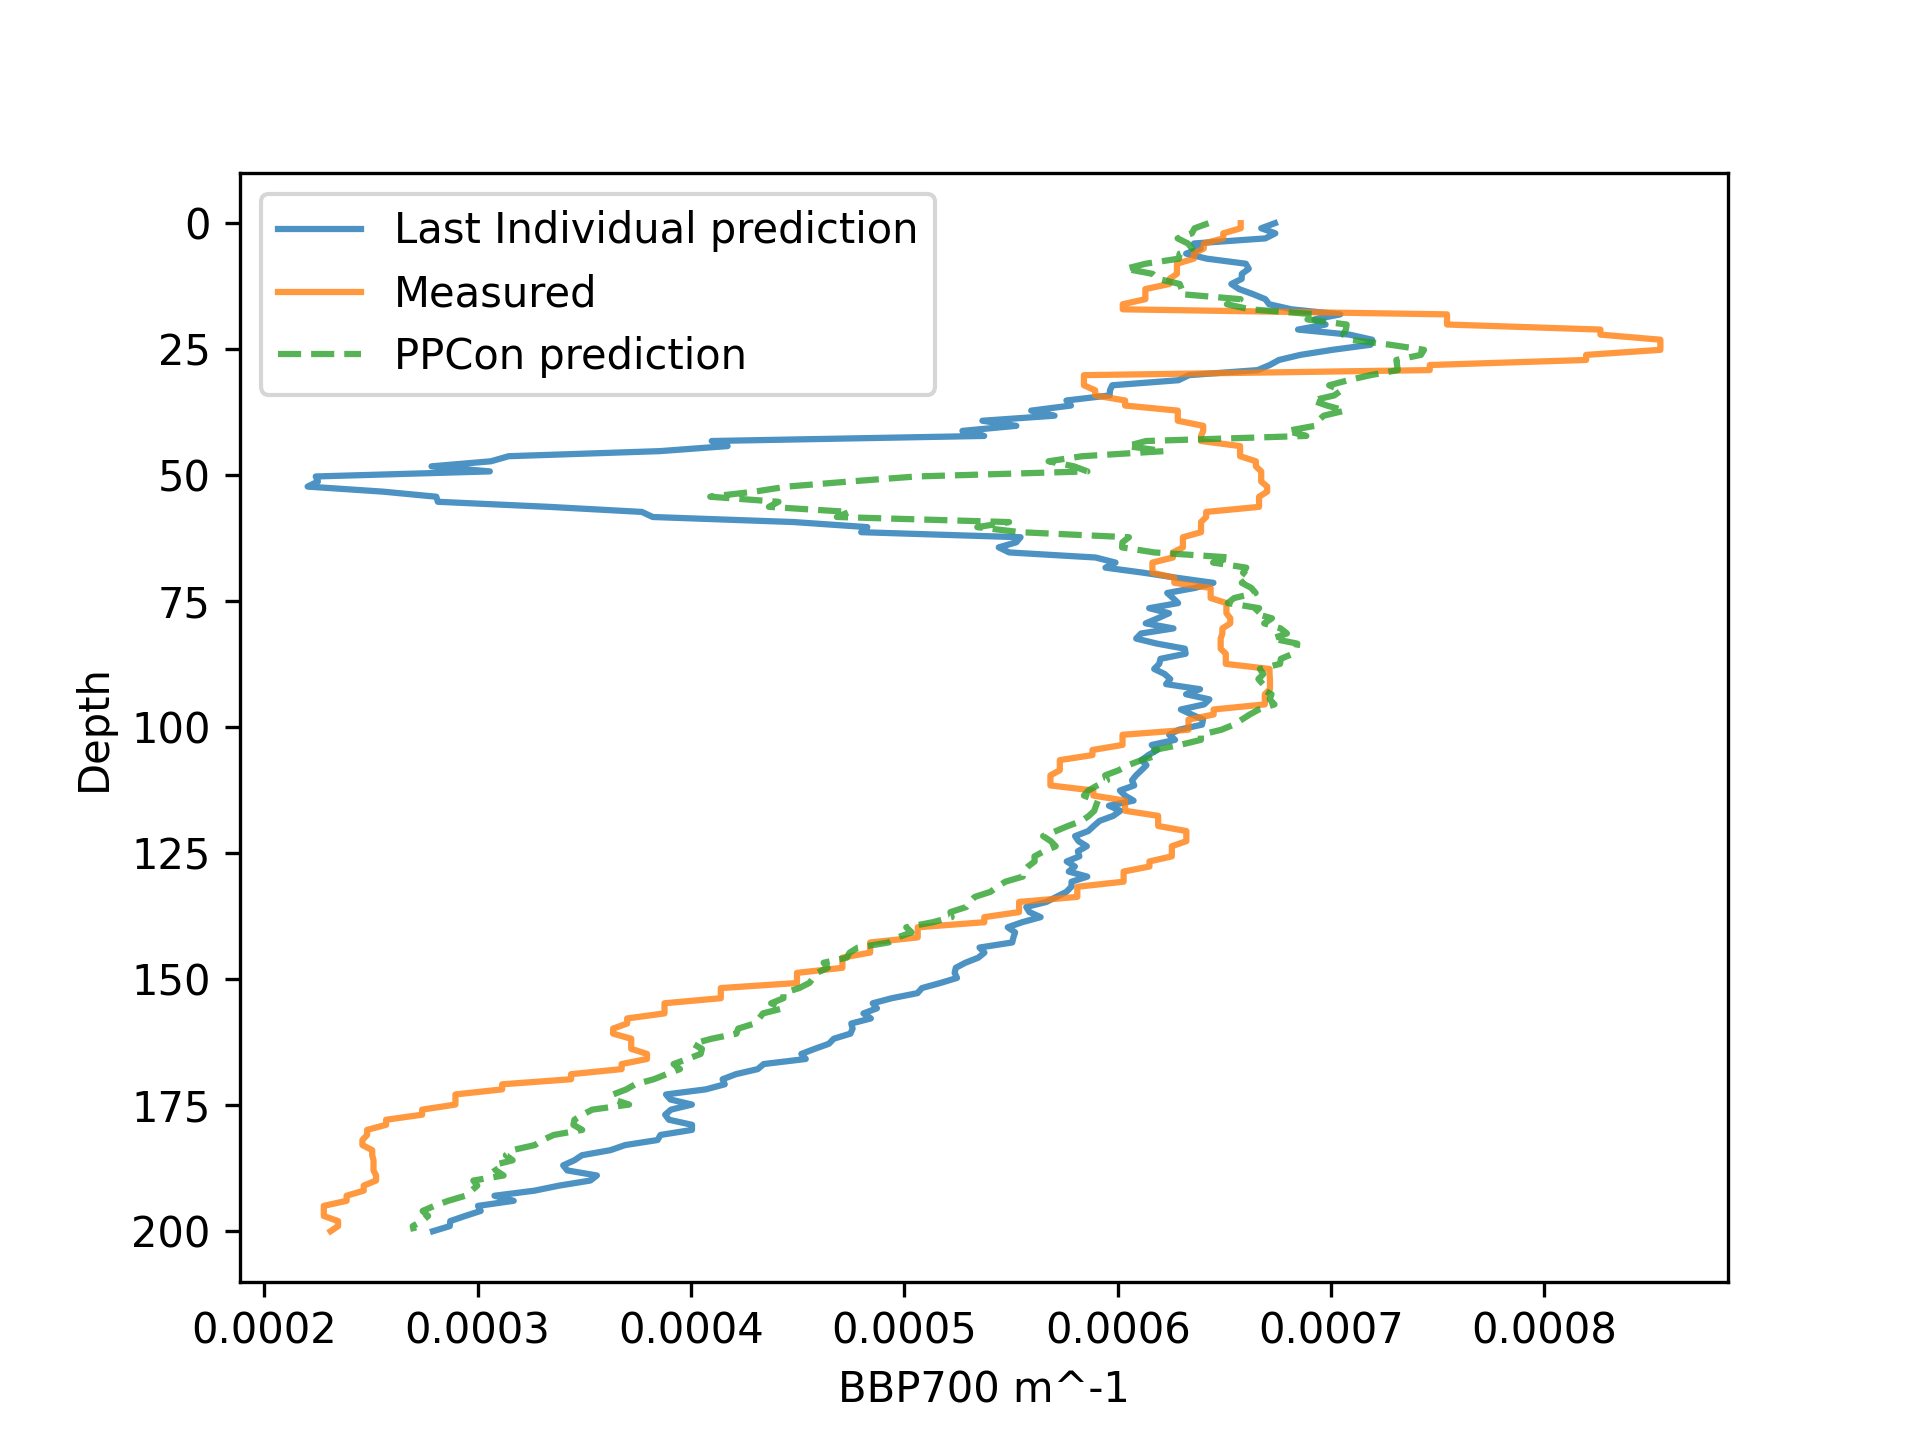 Last Individual prediction
Measured
PPCon prediction
0
25
50
75
100
125
150
175
200
Depth
0.0002 0.0003 0.0004 0.0005 0.0006 0.0007 0.0008
BBP700 m^-1